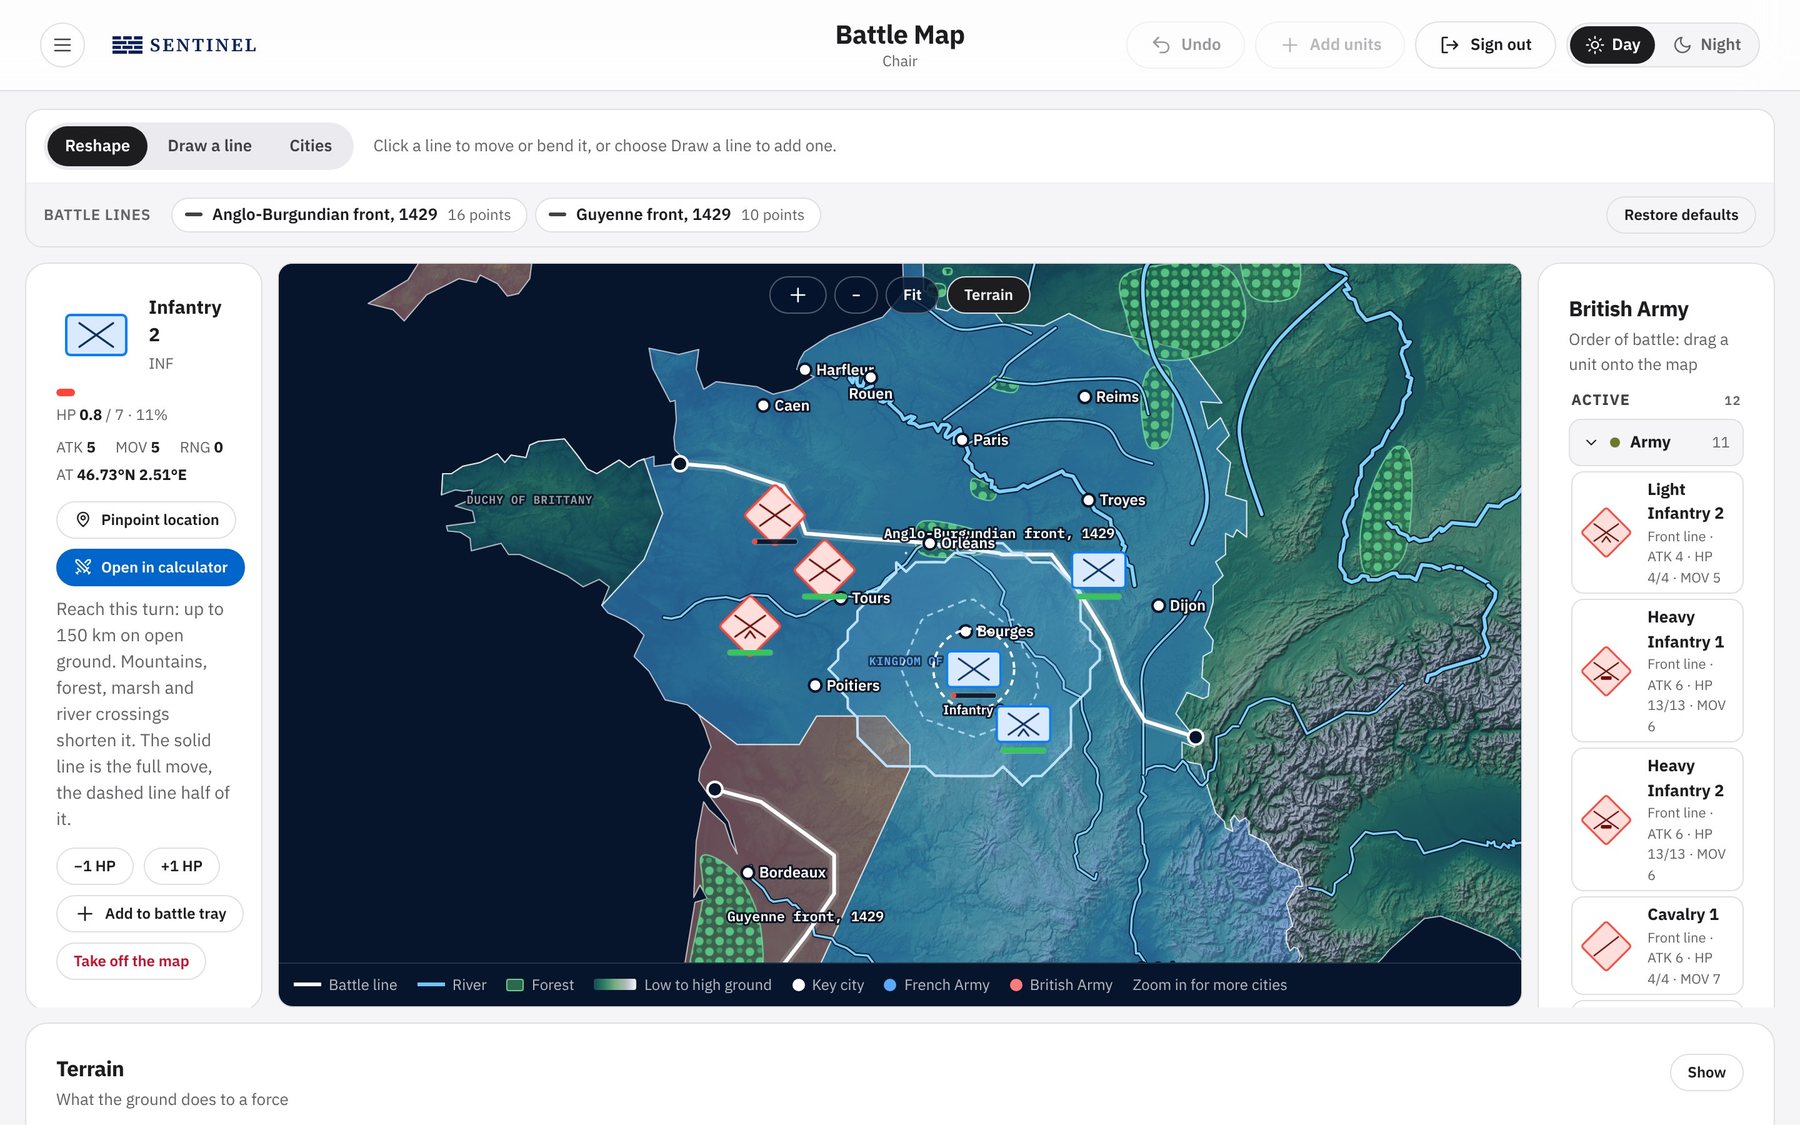 SENTINEL
Battle Map
Chair
Undo
Add units
Sign out
Day
Night
Reshape
Draw a line
Cities
Click a line to move or bend it, or choose Draw a line to add one.
BATTLE LINES
Anglo-Burgundian front, 1429 16 points
Guyenne front, 1429 10 points
Restore defaults
Infantry
2
INF
HP 0.8 / 7 · 11%
ATK 5 MOV 5 RNG 0
AT 46.73°N 2.51°E
Pinpoint location
Open in calculator
Reach this turn: up to
150 km on open
ground. Mountains,
forest, marsh and
river crossings
shorten it. The solid
line is the full move,
the dashed line half of
it.
−1 HP
+1 HP
Add to battle tray
Take off the map
+
-
Fit
Terrain
Harfleur
Rouen
Caen
Reims
Paris
DUCHY OF BRITTANY
Troyes
Anglo-Burgundian front, 1429
Orléans
Tours
Dijon
Bourges
KINGDOM OF
Poitiers
Infantry
Bordeaux
Guyenne front, 1429
Battle line
River
Forest
Low to high ground
Key city
French Army
British Army
Zoom in for more cities
British Army
Order of battle: drag a
unit onto the map
ACTIVE 12
Army 11
Light
Infantry 2
Front line ·
ATK 4 · HP
4/4 · MOV 5
Heavy
Infantry 1
Front line ·
ATK 6 · HP
13/13 · MOV
6
Heavy
Infantry 2
Front line ·
ATK 6 · HP
13/13 · MOV
6
Cavalry 1
Front line ·
ATK 6 · HP
4/4 · MOV 7
Terrain
What the ground does to a force
Show